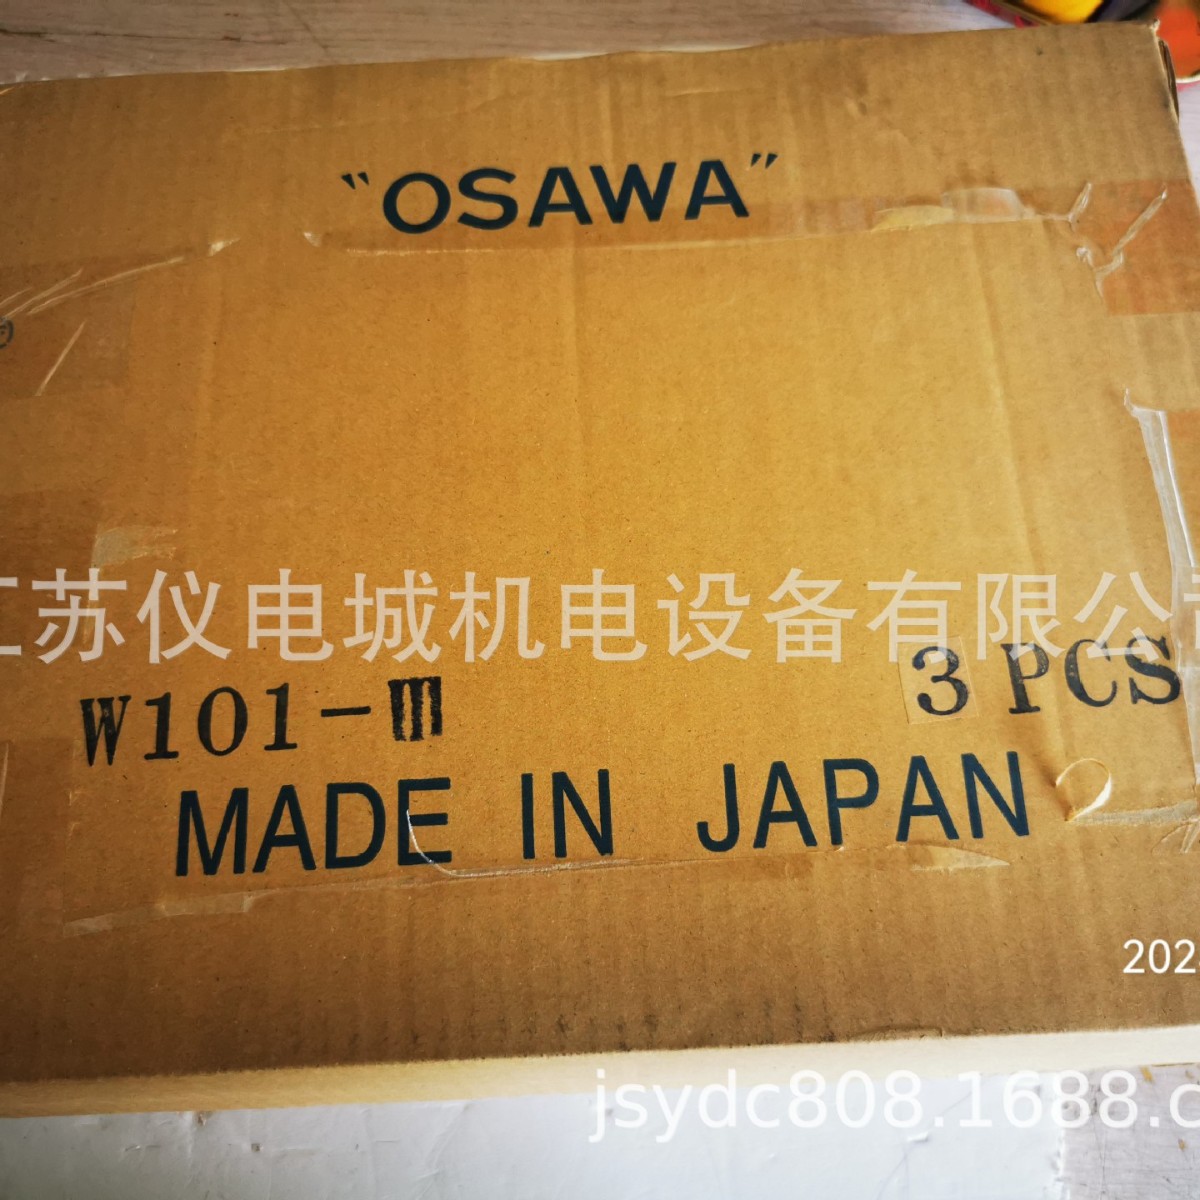 "OSAWA"
江苏仪电城机电设备有限公司
W101-III 3 PCS
MADE IN JAPAN
202
jsydc808.1688.c